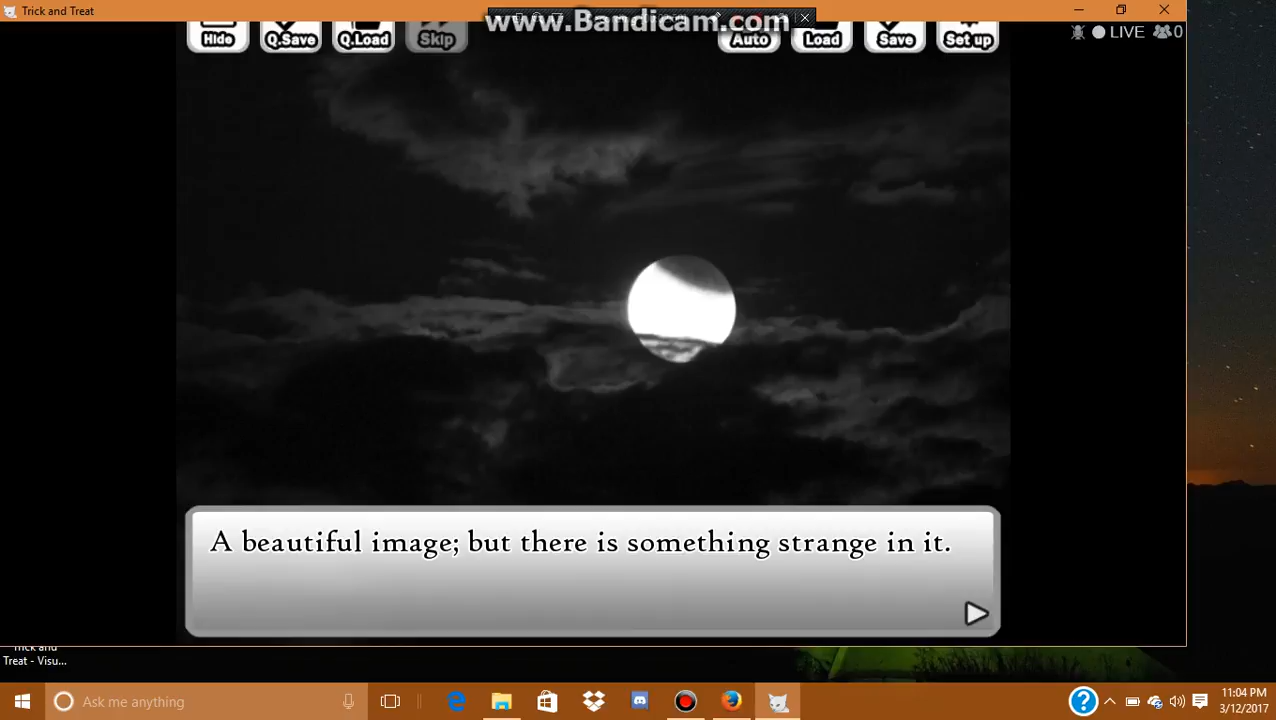 Trick and Treat
www.Bandicam.com
LIVE 0
Hide Q.Save Q.Load Skip Auto Load Save Set up
A beautiful image; but there is something strange in it.
Treat - Visu...
Ask me anything
11:04 PM
3/12/2017